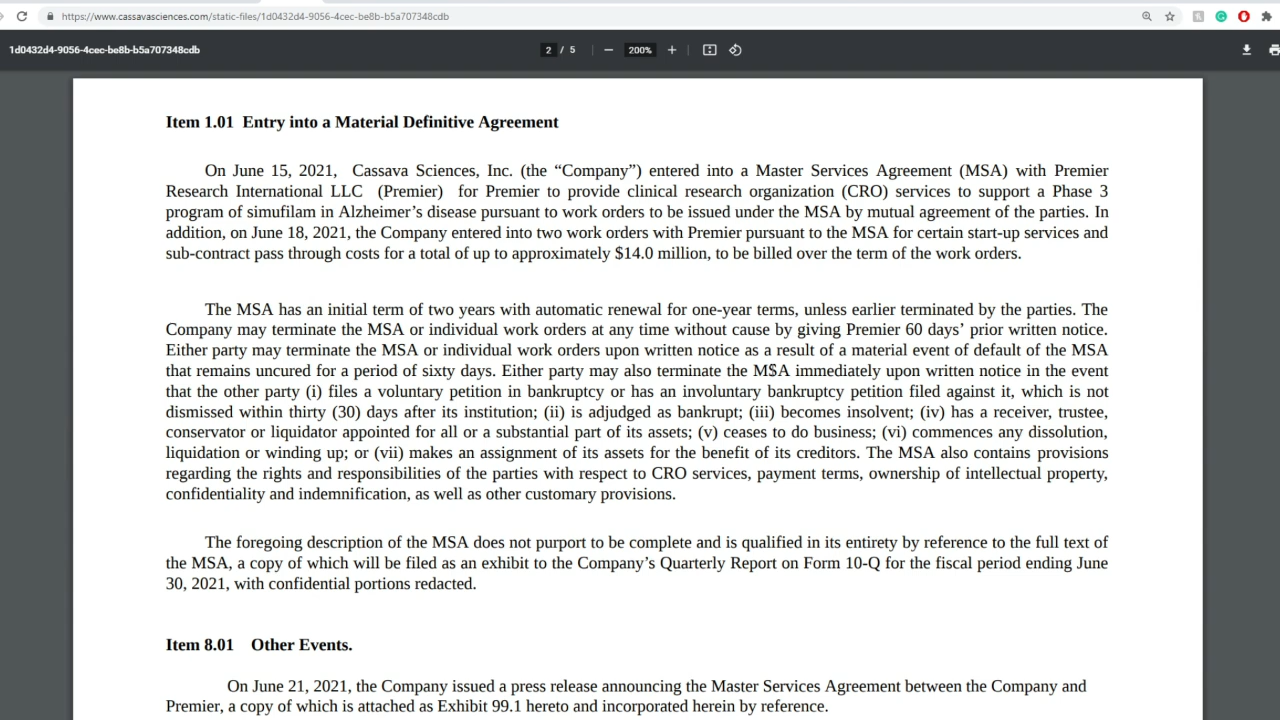 https://www.cassavasciences.com/static-files/1d0432d4-9056-4cec-be8b-b5a707348cdb
1d0432d4-9056-4cec-be8b-b5a707348cdb
2 / 5
200%
Item 1.01 Entry into a Material Definitive Agreement
On June 15, 2021, Cassava Sciences, Inc. (the “Company”) entered into a Master Services Agreement (MSA) with Premier
Research International LLC (Premier) for Premier to provide clinical research organization (CRO) services to support a Phase 3
program of simufilam in Alzheimer’s disease pursuant to work orders to be issued under the MSA by mutual agreement of the parties. In
addition, on June 18, 2021, the Company entered into two work orders with Premier pursuant to the MSA for certain start-up services and
sub-contract pass through costs for a total of up to approximately $14.0 million, to be billed over the term of the work orders.
The MSA has an initial term of two years with automatic renewal for one-year terms, unless earlier terminated by the parties. The
Company may terminate the MSA or individual work orders at any time without cause by giving Premier 60 days’ prior written notice.
Either party may terminate the MSA or individual work orders upon written notice as a result of a material event of default of the MSA
that remains uncured for a period of sixty days. Either party may also terminate the M$A immediately upon written notice in the event
that the other party (i) files a voluntary petition in bankruptcy or has an involuntary bankruptcy petition filed against it, which is not
dismissed within thirty (30) days after its institution; (ii) is adjudged as bankrupt; (iii) becomes insolvent; (iv) has a receiver, trustee,
conservator or liquidator appointed for all or a substantial part of its assets; (v) ceases to do business; (vi) commences any dissolution,
liquidation or winding up; or (vii) makes an assignment of its assets for the benefit of its creditors. The MSA also contains provisions
regarding the rights and responsibilities of the parties with respect to CRO services, payment terms, ownership of intellectual property,
confidentiality and indemnification, as well as other customary provisions.
The foregoing description of the MSA does not purport to be complete and is qualified in its entirety by reference to the full text of
the MSA, a copy of which will be filed as an exhibit to the Company’s Quarterly Report on Form 10-Q for the fiscal period ending June
30, 2021, with confidential portions redacted.
Item 8.01 Other Events.
On June 21, 2021, the Company issued a press release announcing the Master Services Agreement between the Company and
Premier, a copy of which is attached as Exhibit 99.1 hereto and incorporated herein by reference.